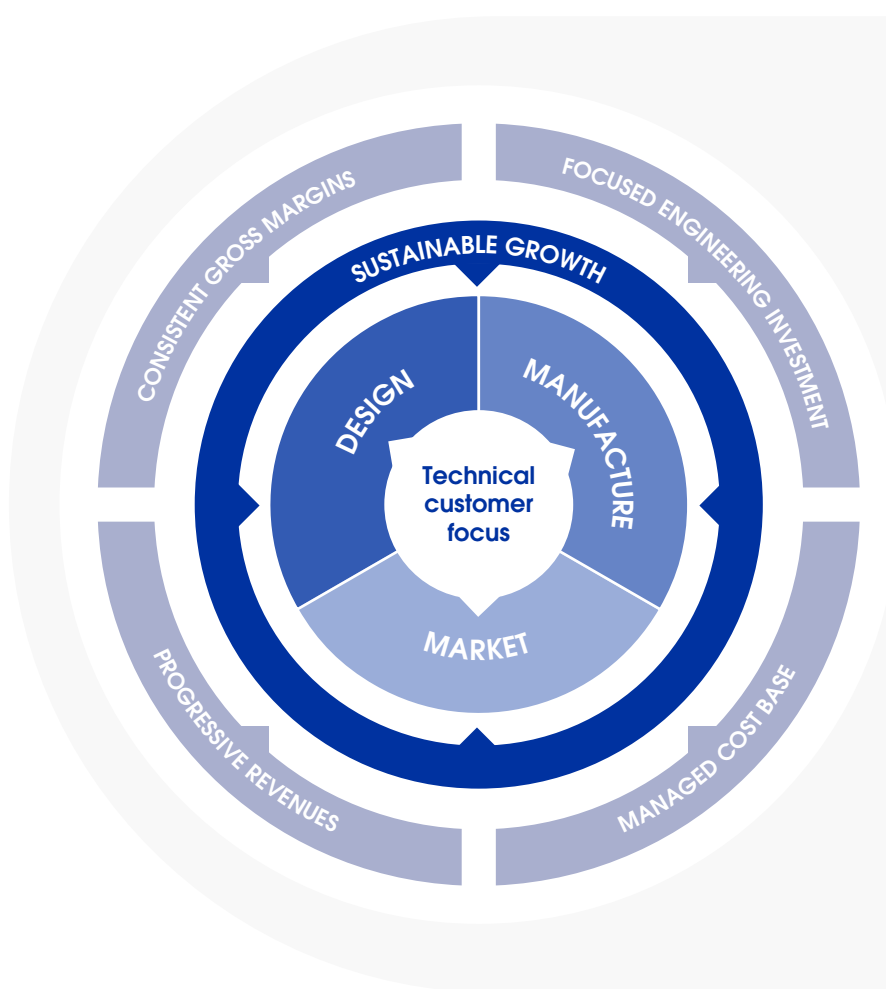 CONSISTENT GROSS MARGINS
FOCUSED ENGINEERING INVESTMENT
SUSTAINABLE GROWTH
DESIGN
MANUFACTURE
Technical
customer
focus
MARKET
PROGRESSIVE REVENUES
MANAGED COST BASE